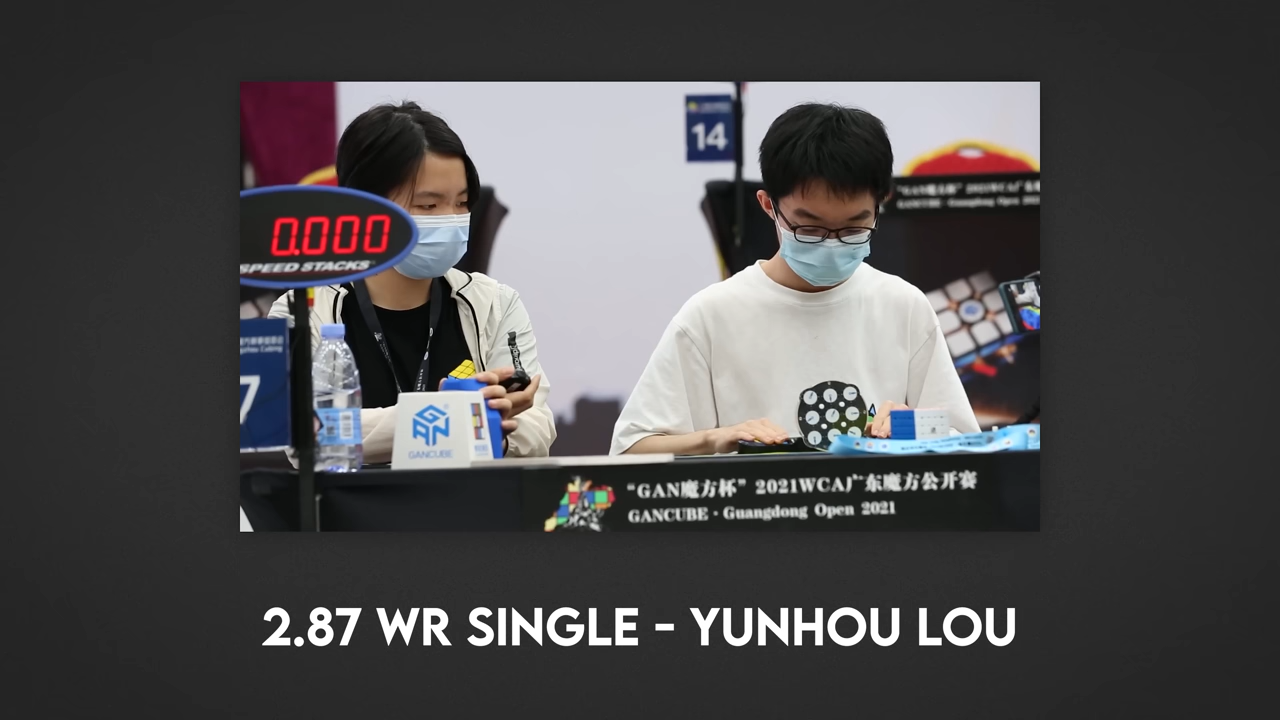 14
0.000
SPEED STACKS
7
GAN
GANCUBE
“GAN魔方杯” 2021WCA广东魔方公开赛
GANCUBE · Guangdong Open 2021
2.87 WR SINGLE - YUNHOU LOU